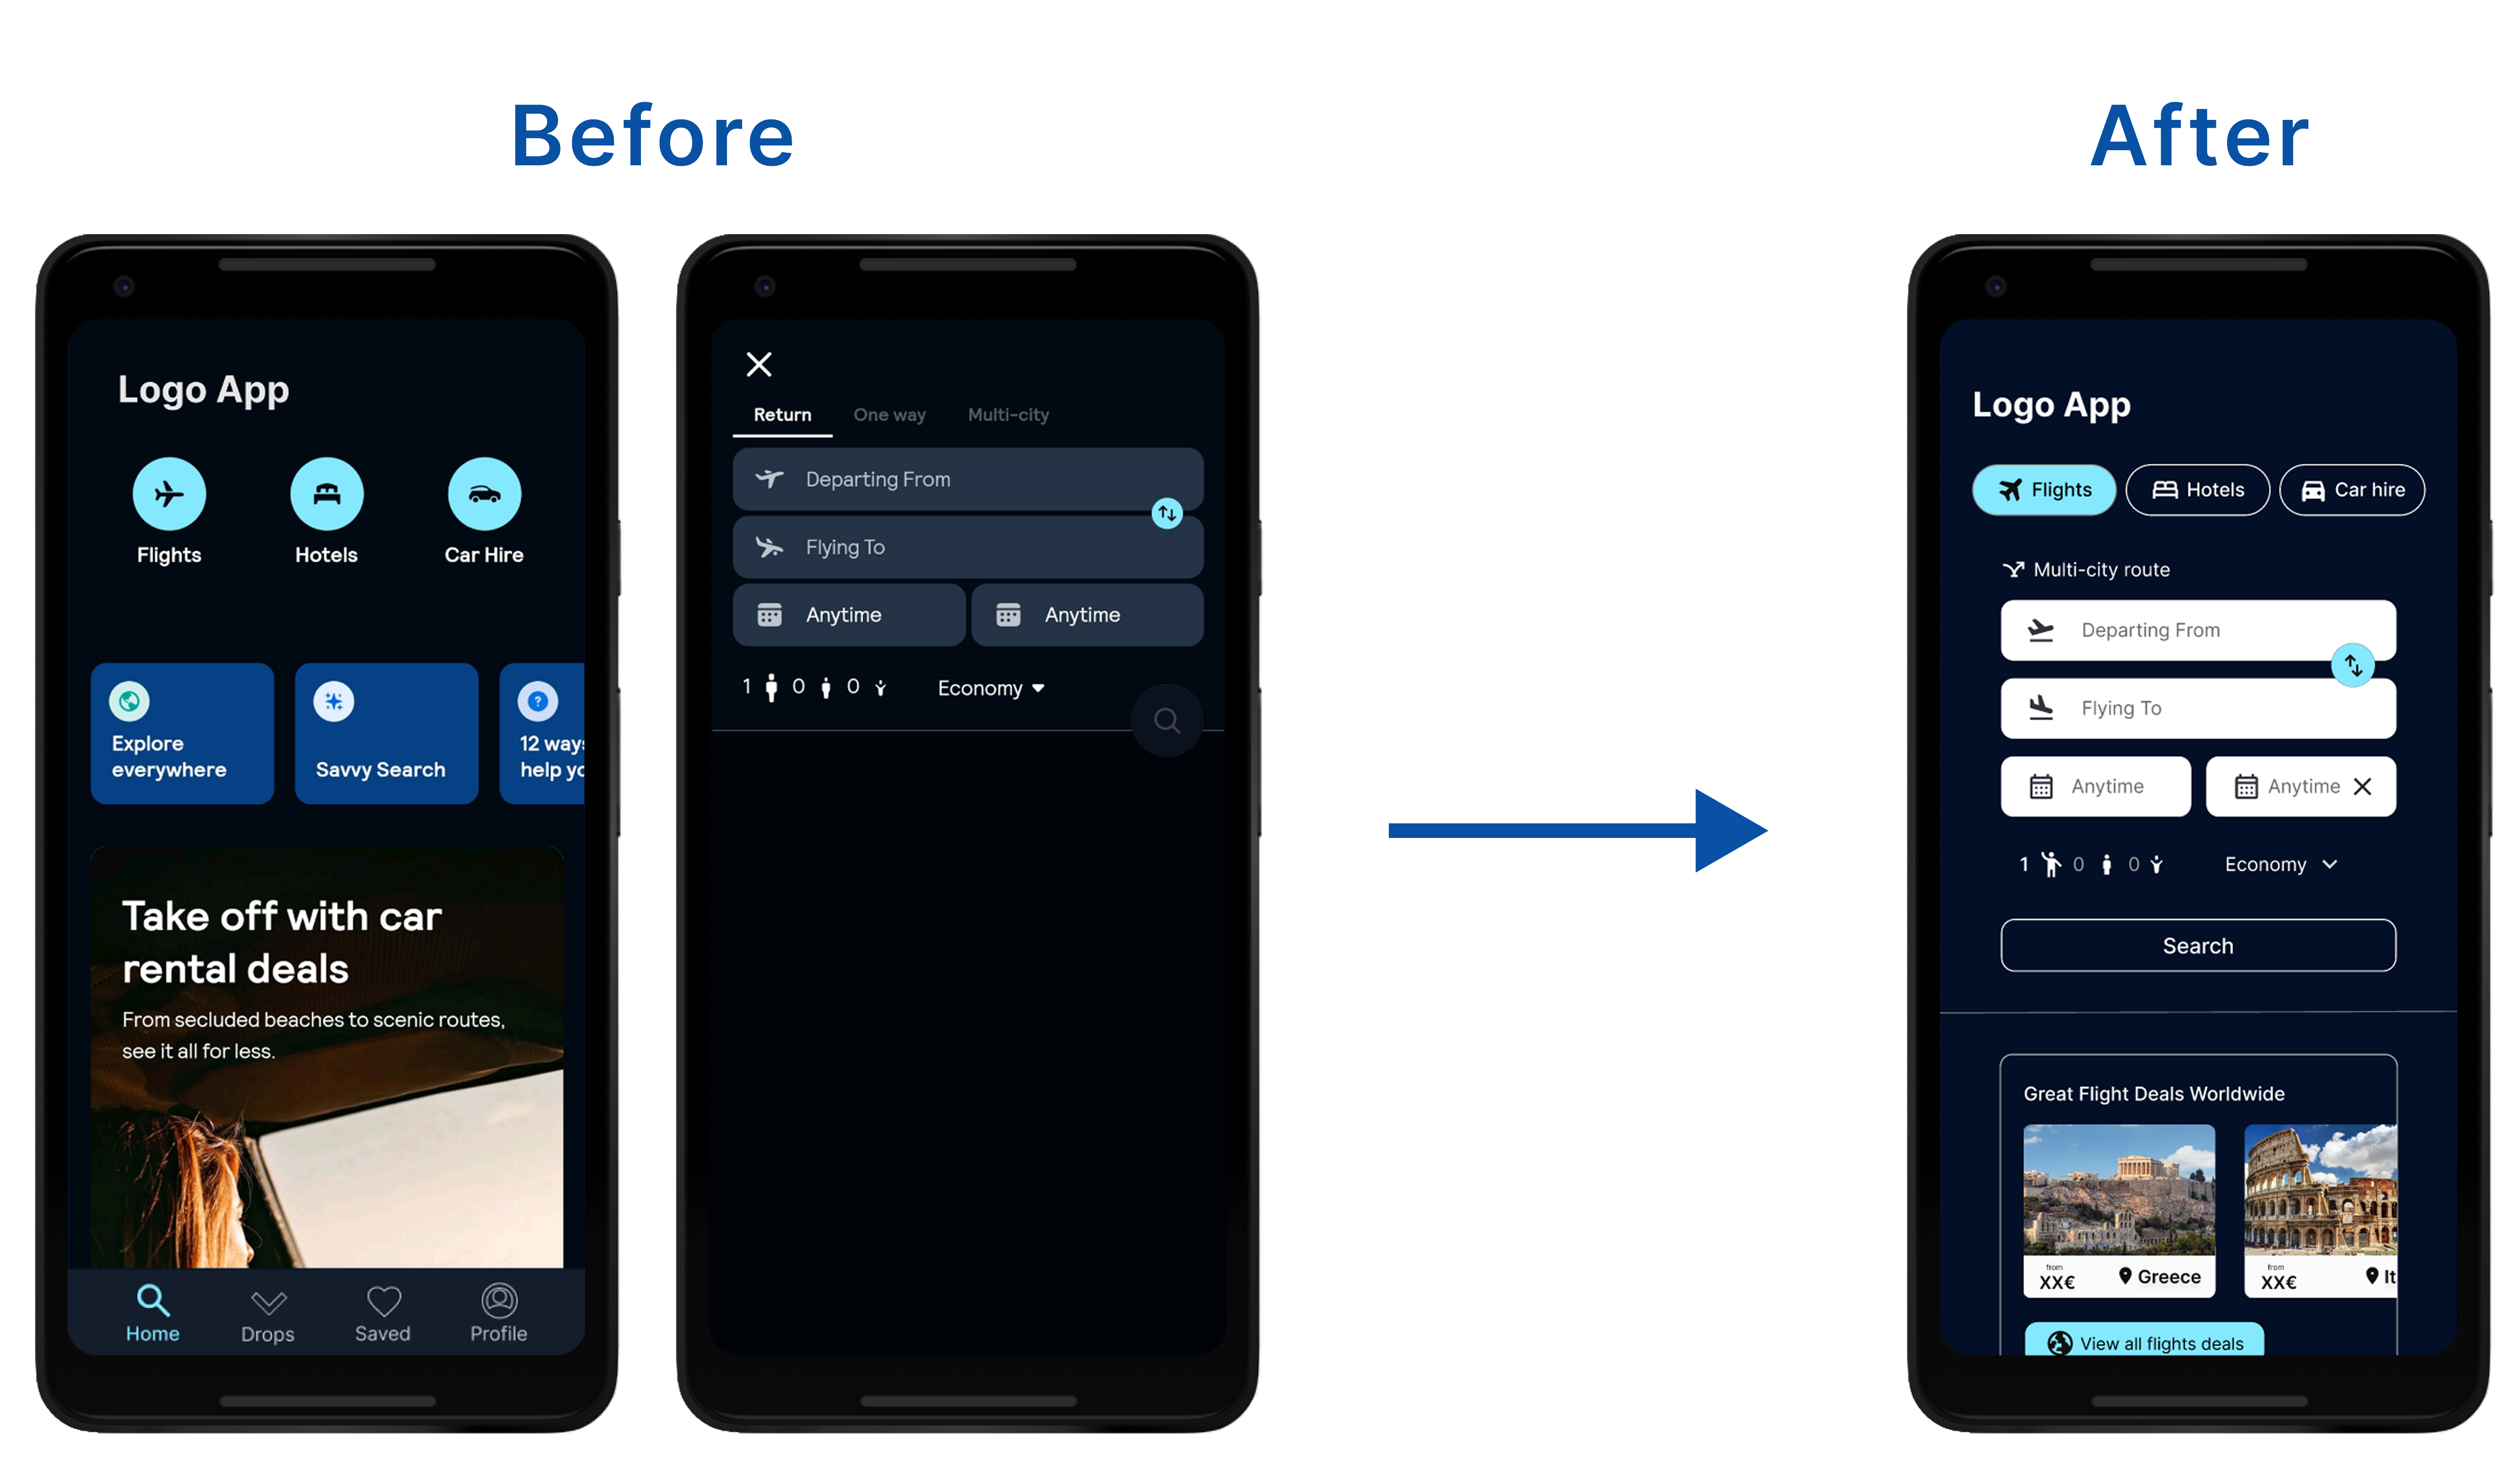 Before
After
Logo App
Flights
Hotels
Car Hire
Explore
everywhere
Savvy Search
12 way
help yo
Take off with car
rental deals
From secluded beaches to scenic routes,
see it all for less.
Home
Drops
Saved
Profile
Return
One way
Multi-city
Departing From
Flying To
Anytime
Anytime
1 0 0
Economy
Logo App
Flights
Hotels
Car hire
Multi-city route
Departing From
Flying To
Anytime
Anytime
1 0 0
Economy
Search
Great Flight Deals Worldwide
from
XX€
Greece
from
XX€
It
View all flights deals